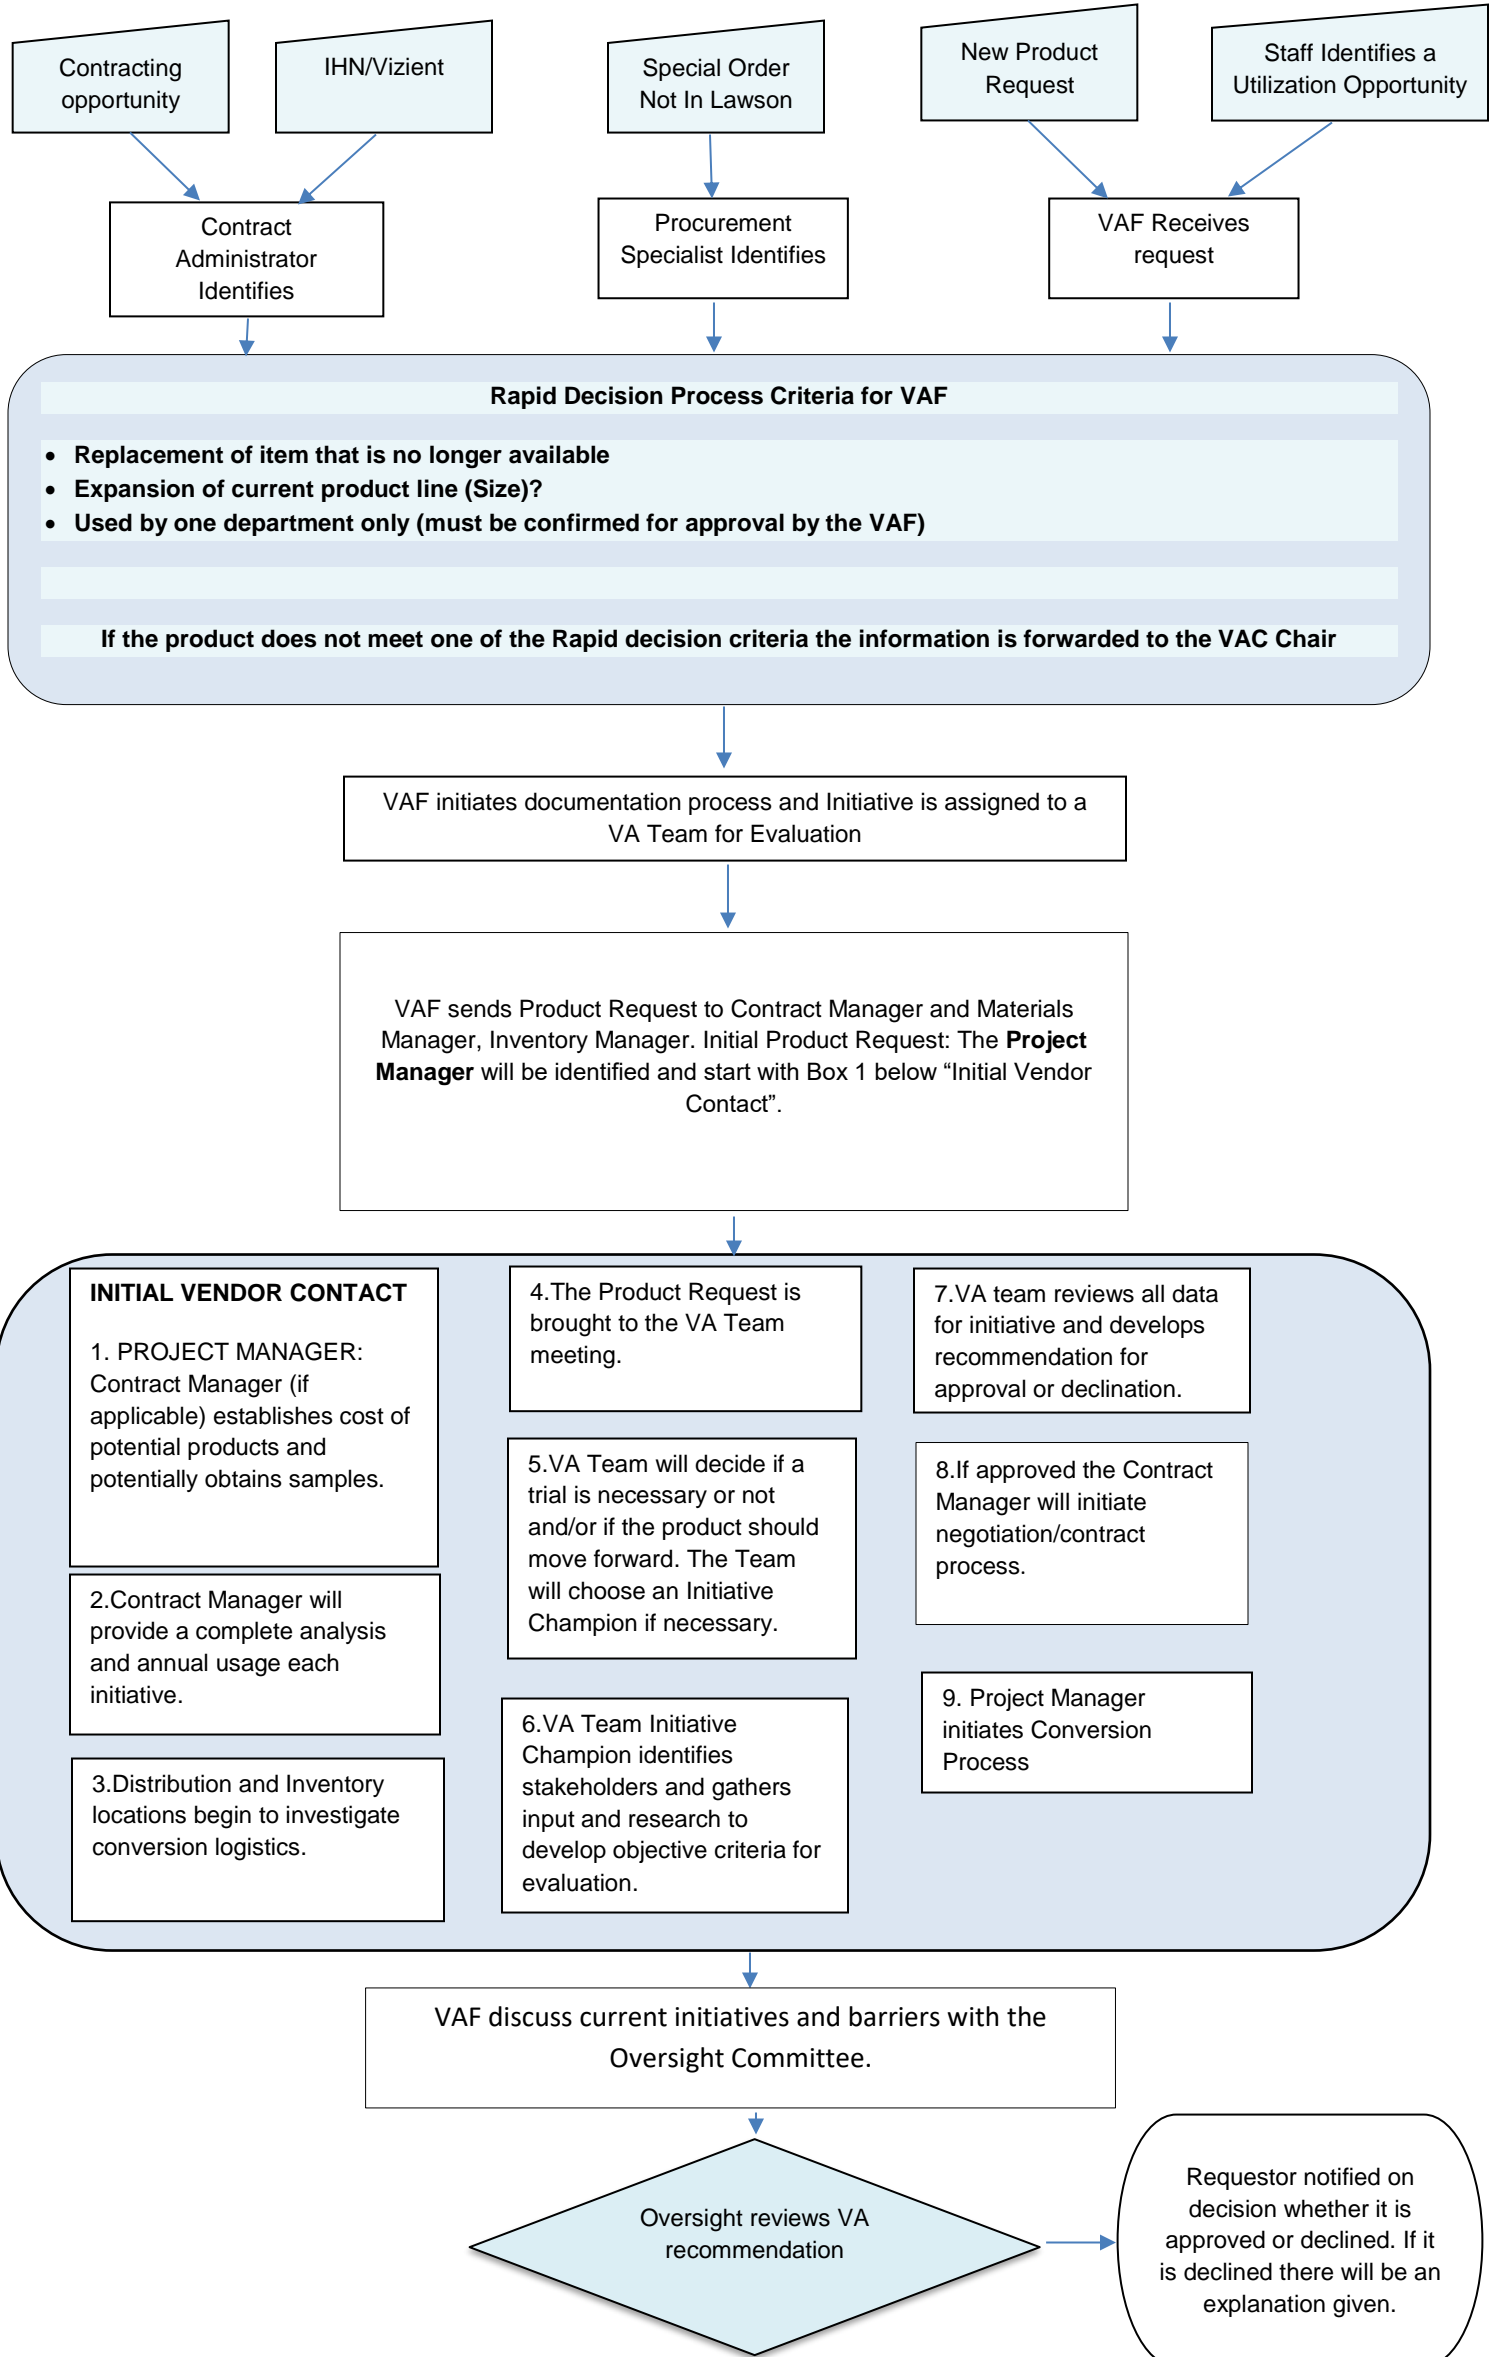 Contracting
opportunity
IHN/Vizient
Special Order
Not In Lawson
New Product
Request
Staff Identifies a
Utilization Opportunity
Contract
Administrator
Identifies
Procurement
Specialist Identifies
VAF Receives
request
Rapid Decision Process Criteria for VAF
• Replacement of item that is no longer available
• Expansion of current product line (Size)?
• Used by one department only (must be confirmed for approval by the VAF)
If the product does not meet one of the Rapid decision criteria the information is forwarded to the VAC Chair
VAF initiates documentation process and Initiative is assigned to a
VA Team for Evaluation
VAF sends Product Request to Contract Manager and Materials
Manager, Inventory Manager. Initial Product Request: The Project
Manager will be identified and start with Box 1 below “Initial Vendor
Contact”.
INITIAL VENDOR CONTACT
1. PROJECT MANAGER:
Contract Manager (if
applicable) establishes cost of
potential products and
potentially obtains samples.
2.Contract Manager will
provide a complete analysis
and annual usage each
initiative.
3.Distribution and Inventory
locations begin to investigate
conversion logistics.
4.The Product Request is
brought to the VA Team
meeting.
5.VA Team will decide if a
trial is necessary or not
and/or if the product should
move forward. The Team
will choose an Initiative
Champion if necessary.
6.VA Team Initiative
Champion identifies
stakeholders and gathers
input and research to
develop objective criteria for
evaluation.
7.VA team reviews all data
for initiative and develops
recommendation for
approval or declination.
8.If approved the Contract
Manager will initiate
negotiation/contract
process.
9. Project Manager
initiates Conversion
Process
VAF discuss current initiatives and barriers with the
Oversight Committee.
Oversight reviews VA
recommendation
Requestor notified on
decision whether it is
approved or declined. If it
is declined there will be an
explanation given.